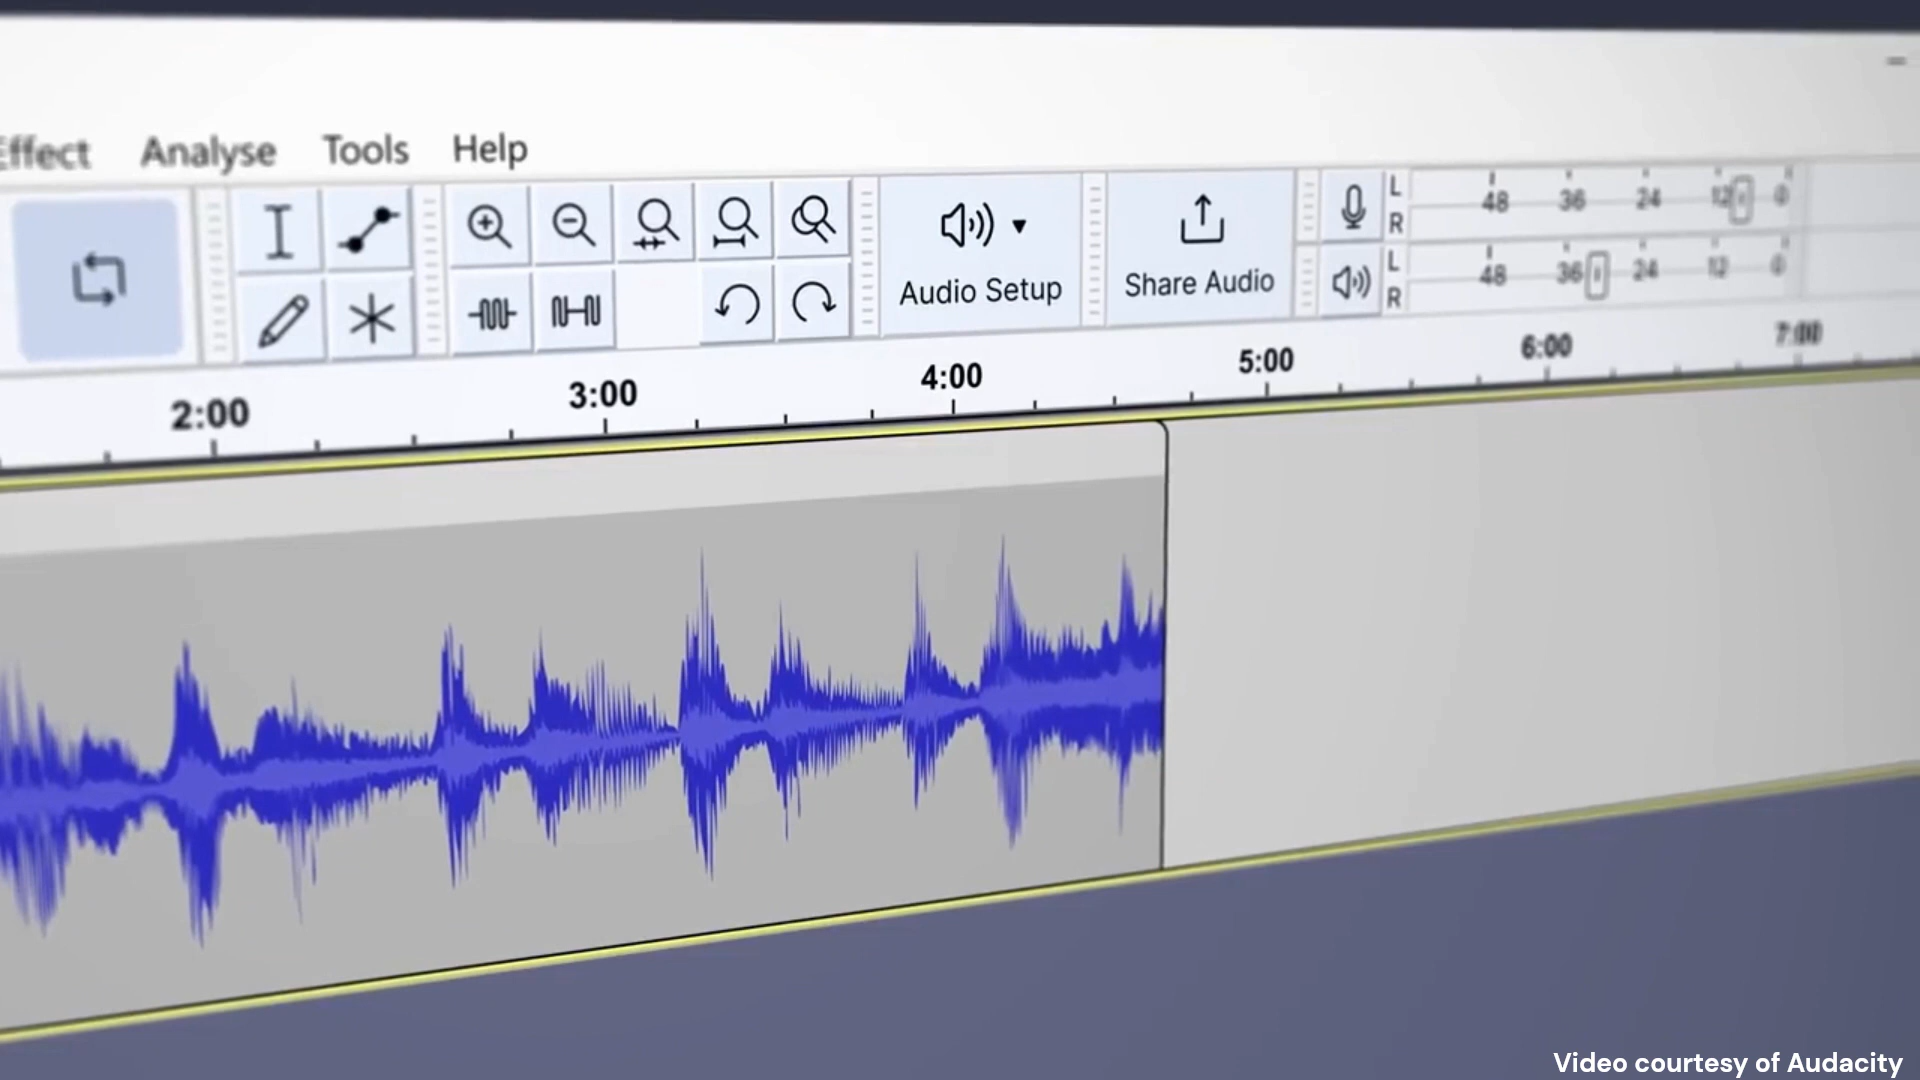 Effect Analyse Tools Help
L
48 36 24 12 0
R
Audio Setup
Share Audio
L
48 36 24 12 0
R
2:00 3:00 4:00 5:00 6:00 7:00
Video courtesy of Audacity